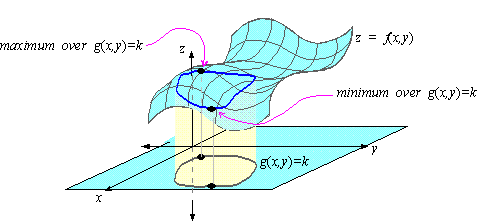 z = f(x,y)
maximum over g(x,y)=k
z
minimum over g(x,y)=k
y
g(x,y)=k
x